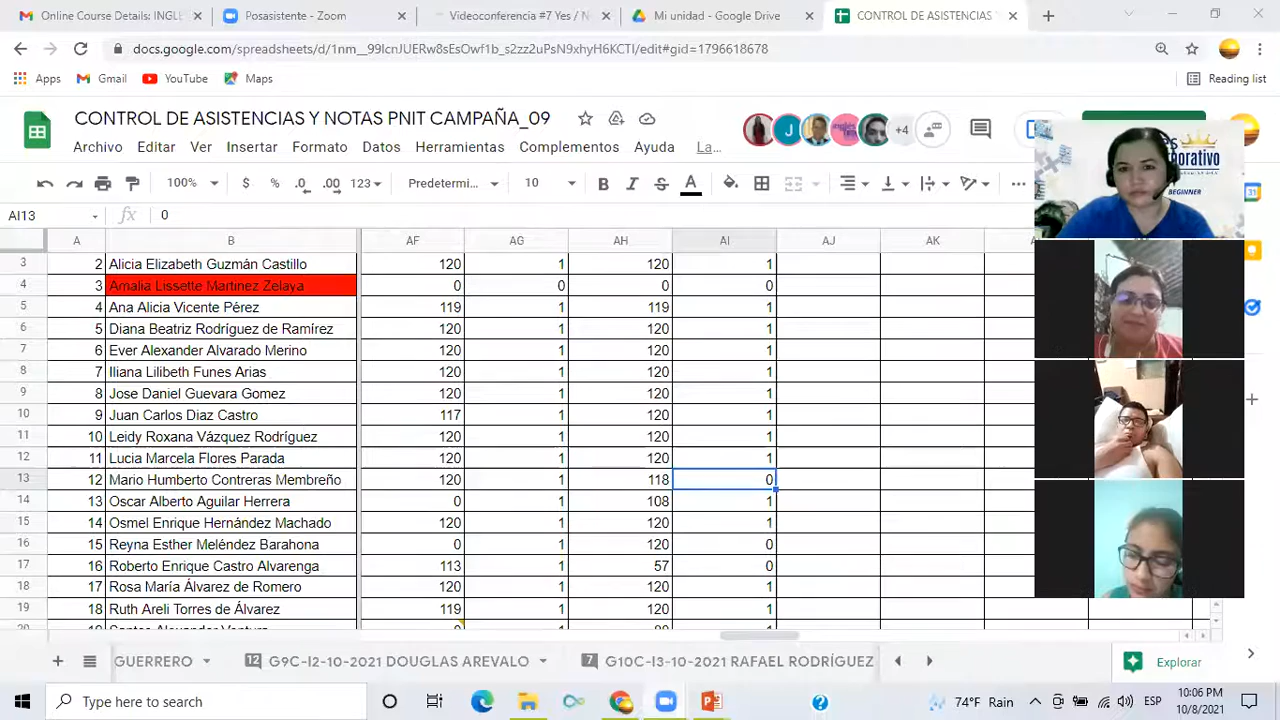 Online Course Detail INGLE
Posasistente - Zoom
Videoconferencia #7 Yes / N
Mi unidad - Google Drive
CONTROL DE ASISTENCIAS Y
docs.google.com/spreadsheets/d/1nm__99IcnJUERw8sEsOwf1b_s2zz2uPsN9xhyH6KCTI/edit#gid=1796618678
Apps Gmail YouTube Maps Reading list
CONTROL DE ASISTENCIAS Y NOTAS PNIT CAMPAÑA_09
J +4
Archivo Editar Ver Insertar Formato Datos Herramientas Complementos Ayuda La...
100% $ % .0 .00 123 Predetermi... 10 B I S A
AI13 fx 0
A B AF AG AH AI AJ AK
3 2 Alicia Elizabeth Guzmán Castillo 120 1 120 1
4 3 Amalia Lissette Martinez Zelaya 0 0 0 0
5 4 Ana Alicia Vicente Pérez 119 1 119 1
6 5 Diana Beatriz Rodríguez de Ramírez 120 1 120 1
7 6 Ever Alexander Alvarado Merino 120 1 120 1
8 7 Iliana Lilibeth Funes Arias 120 1 120 1
9 8 Jose Daniel Guevara Gomez 120 1 120 1
10 9 Juan Carlos Diaz Castro 117 1 120 1
11 10 Leidy Roxana Vázquez Rodríguez 120 1 120 1
12 11 Lucia Marcela Flores Parada 120 1 120 1
13 12 Mario Humberto Contreras Membreño 120 1 118 0
14 13 Oscar Alberto Aguilar Herrera 0 1 108 1
15 14 Osmel Enrique Hernández Machado 120 1 120 1
16 15 Reyna Esther Meléndez Barahona 0 1 120 0
17 16 Roberto Enrique Castro Alvarenga 113 1 57 0
18 17 Rosa María Álvarez de Romero 120 1 120 1
19 18 Ruth Areli Torres de Álvarez 119 1 120 1
GUERRERO G9C-I2-10-2021 DOUGLAS AREVALO G10C-I3-10-2021 RAFAEL RODRÍGUEZ Explorar
BEGINNER
Type here to search 74°F Rain ESP 10:06 PM
10/8/2021